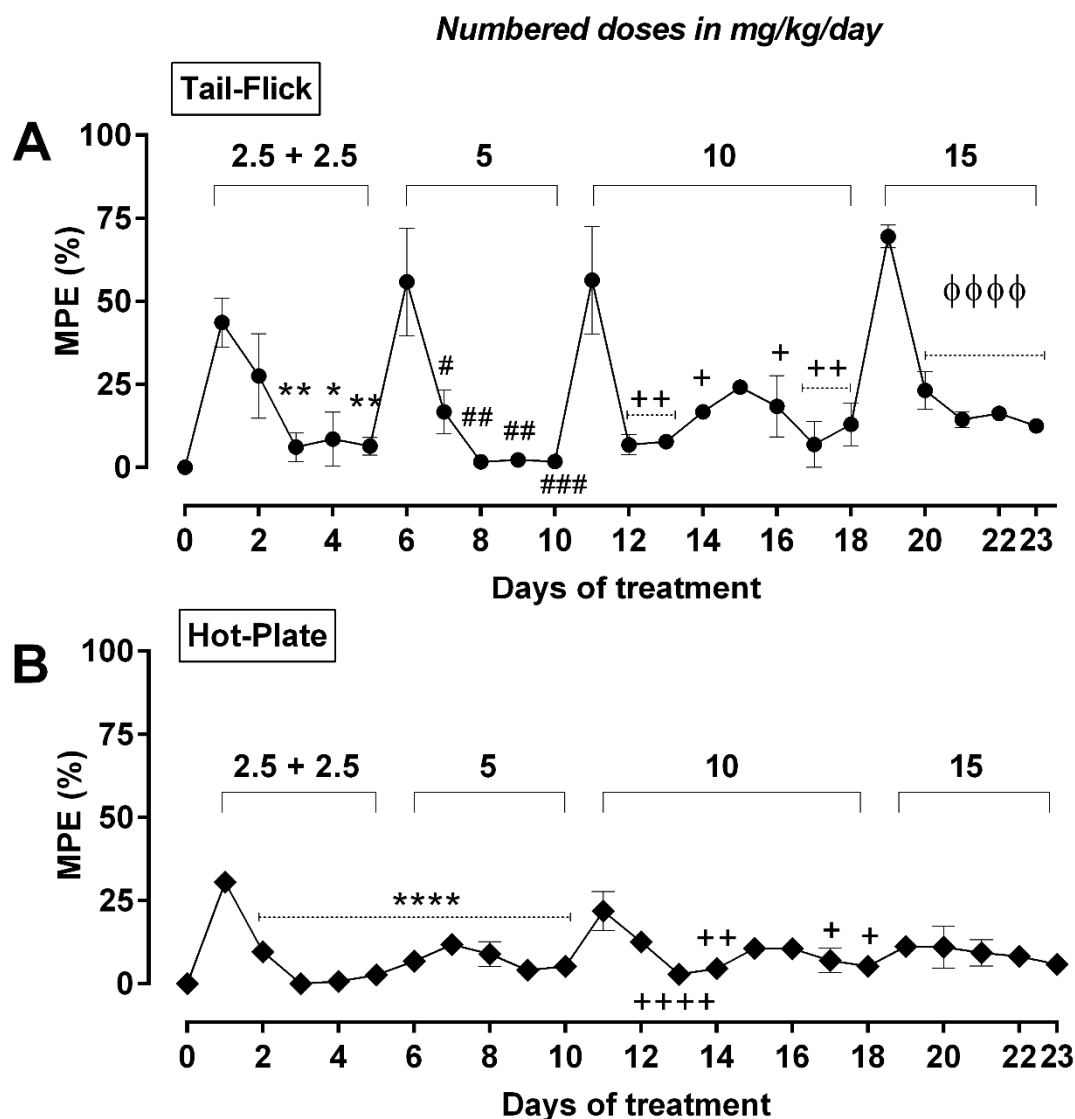 Numbered doses in mg/kg/day
Tail-Flick
A
100
75
50
25
0
MPE (%)
2.5 + 2.5
5
10
15
**
*
**
#
##
##
###
++
+
+
++
ϕϕϕϕ
0 2 4 6 8 10 12 14 16 18 20 22 23
Days of treatment
Hot-Plate
B
100
75
50
25
0
MPE (%)
2.5 + 2.5
5
10
15
****
++
+
+
++++
0 2 4 6 8 10 12 14 16 18 20 22 23
Days of treatment